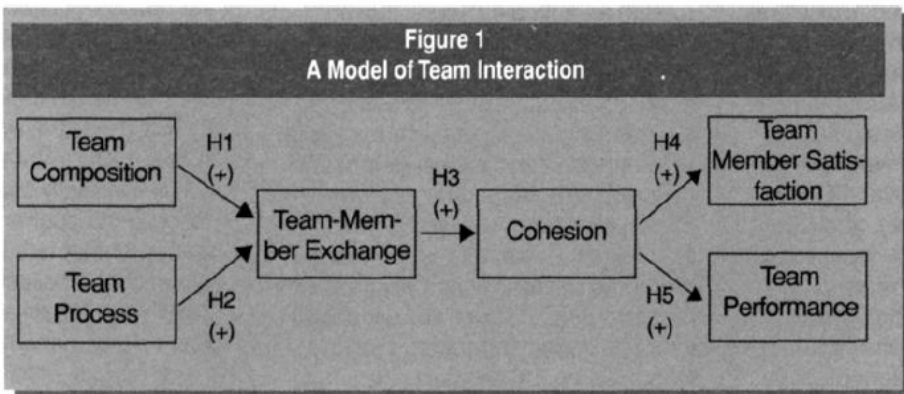 Figure 1
A Model of Team Interaction
Team
Composition
H1
(+)
Team
Process
H2
(+)
Team-Mem-
ber Exchange
H3
(+)
Cohesion
H4
(+)
Team
Member Satis-
faction
H5
(+)
Team
Performance